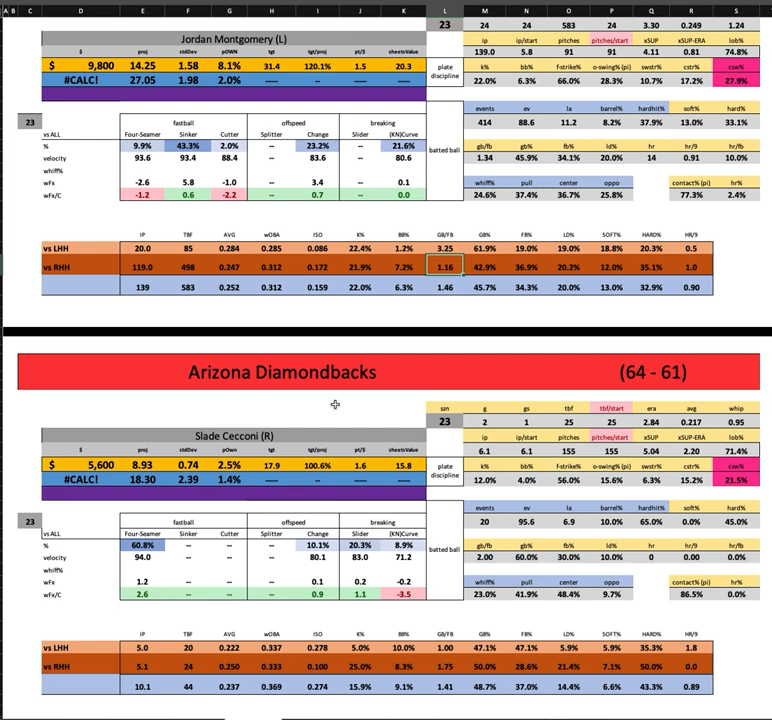 A B C D E F G H I J K L M N O P Q R S
23 24 24 583 24 3.30 0.249 1.24
Jordan Montgomery (L) ip ip/start pitches pitches/start xSUP xSUP-ERA lob%
$ proj stdDev pOWN tgt tgt/proj pt/$ sheetsValue 139.0 5.8 91 91 4.11 0.81 74.8%
$ 9,800 14.25 1.58 8.1% 31.4 120.1% 1.5 20.3 plate discipline k% bb% f-strike% o-swing% (pi) swstr% cstr% csw%
#CALC! 27.05 1.98 2.0% -- ---- -- ---- 22.0% 6.3% 66.0% 28.3% 10.7% 17.2% 27.9%
events ev la barrel% hardhit% soft% hard%
23 fastball offspeed breaking 414 88.6 11.2 8.2% 37.9% 13.0% 33.1%
vs ALL Four-Seamer Sinker Cutter Splitter Change Slider (KN)Curve
% 9.9% 43.3% 2.0% -- 23.2% -- 21.6% batted ball gb/fb gb% fb% ld% hr hr/9 hr/fb
velocity 93.6 93.4 88.4 -- 83.6 -- 80.6 1.34 45.9% 34.1% 20.0% 14 0.91 10.0%
whiff%
wFx -2.6 5.8 -1.0 3.4 0.1 whiff% pull center oppo contact% (pi) hr%
wFx/C -1.2 0.6 -2.2 -- 0.7 -- 0.0 24.6% 37.4% 36.7% 25.8% 77.3% 2.4%
IP TBF AVG wOBA ISO K% BB% GB/FB GB% FB% LD% SOFT% HARD% HR/9
vs LHH 20.0 85 0.284 0.285 0.086 22.4% 1.2% 3.25 61.9% 19.0% 19.0% 18.8% 20.3% 0.5
vs RHH 119.0 498 0.247 0.312 0.172 21.9% 7.2% 1.16 42.9% 36.9% 20.2% 12.0% 35.1% 1.0
139 583 0.252 0.312 0.159 22.0% 6.3% 1.46 45.7% 34.3% 20.0% 13.0% 32.9% 0.90
Arizona Diamondbacks (64 - 61)
szn g gs tbf tbf/start era avg whip
23 2 1 25 25 2.84 0.217 0.95
Slade Cecconi (R) ip ip/start pitches pitches/start xSUP xSUP-ERA lob%
$ proj stdDev pOwn tgt tgt/proj pt/$ sheetsValue 6.1 6.1 155 155 5.04 2.20 71.4%
$ 5,600 8.93 0.74 2.5% 17.9 100.6% 1.6 15.8 plate discipline k% bb% f-strike% o-swing% (pi) swstr% cstr% csw%
#CALC! 18.30 2.39 1.4% ---- ---- -- ---- 12.0% 4.0% 56.0% 15.6% 6.3% 15.2% 21.5%
events ev la barrel% hardhit% soft% hard%
23 fastball offspeed breaking 20 95.6 6.9 10.0% 65.0% 0.0% 45.0%
vs ALL Four-Seamer Sinker Cutter Splitter Change Slider (KN)Curve
% 60.8% -- -- -- 10.1% 20.3% 8.9% batted ball gb/fb gb% fb% ld% hr hr/9 hr/fb
velocity 94.0 -- -- -- 80.1 83.0 71.2 2.00 60.0% 30.0% 10.0% 0 0.00 0.0%
whiff%
wFx 1.2 0.1 0.2 -0.2 whiff% pull center oppo contact% (pi) hr%
wFx/C 2.6 -- -- -- 0.9 1.1 -3.5 23.0% 41.9% 48.4% 9.7% 86.5% 0.0%
IP TBF AVG wOBA ISO K% BB% GB/FB GB% FB% LD% SOFT% HARD% HR/9
vs LHH 5.0 20 0.222 0.337 0.278 5.0% 10.0% 1.00 47.1% 47.1% 5.9% 5.9% 35.3% 1.8
vs RHH 5.1 24 0.250 0.333 0.100 25.0% 8.3% 1.75 50.0% 28.6% 21.4% 7.1% 50.0% 0.0
10.1 44 0.237 0.369 0.274 15.9% 9.1% 1.41 48.7% 37.0% 14.4% 6.6% 43.3% 0.89